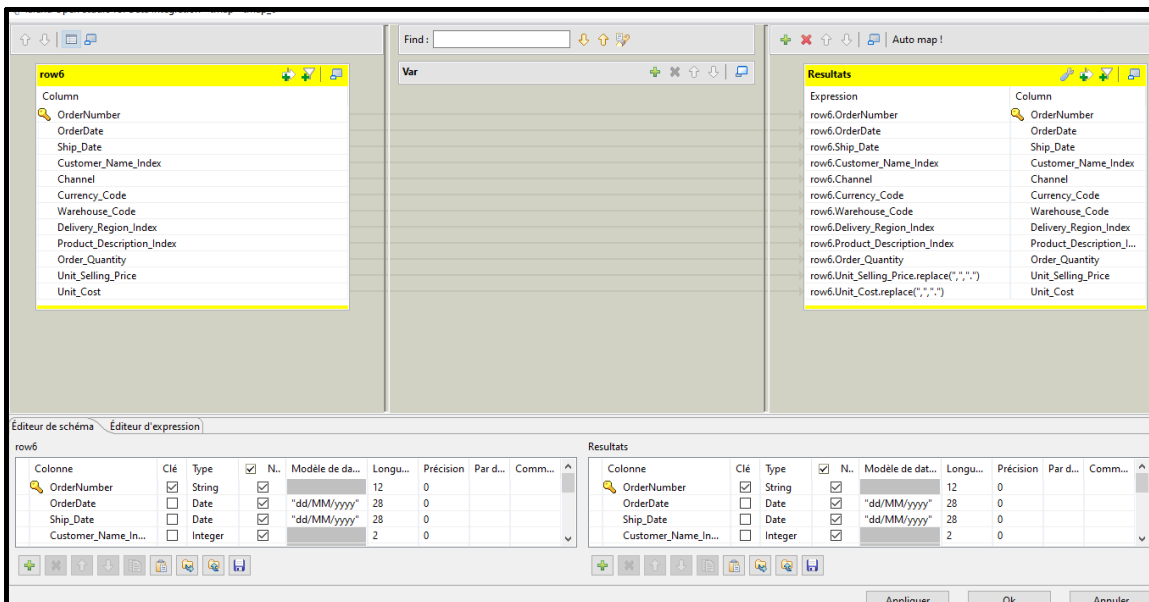 Find :
Auto map !
row6
Var
Resultats
Column
Expression Column
OrderNumber
row6.OrderNumber OrderNumber
OrderDate
row6.OrderDate OrderDate
Ship_Date
row6.Ship_Date Ship_Date
Customer_Name_Index
row6.Customer_Name_Index Customer_Name_Index
Channel
row6.Channel Channel
Currency_Code
row6.Currency_Code Currency_Code
Warehouse_Code
row6.Warehouse_Code Warehouse_Code
Delivery_Region_Index
row6.Delivery_Region_Index Delivery_Region_Index
Product_Description_Index
row6.Product_Description_Index Product_Description_I...
Order_Quantity
row6.Order_Quantity Order_Quantity
Unit_Selling_Price
row6.Unit_Selling_Price.replace(",",".") Unit_Selling_Price
Unit_Cost
row6.Unit_Cost.replace(",",".") Unit_Cost
Éditeur de schéma Éditeur d'expression
row6
Colonne Clé Type N.. Modèle de da... Longu... Précision Par d... Comm...
OrderNumber String 12 0
OrderDate Date "dd/MM/yyyy" 28 0
Ship_Date Date "dd/MM/yyyy" 28 0
Customer_Name_In... Integer 2 0
Resultats
Colonne Clé Type N.. Modèle de dat... Longu... Précision Par d... Comm...
OrderNumber String 12 0
OrderDate Date "dd/MM/yyyy" 28 0
Ship_Date Date "dd/MM/yyyy" 28 0
Customer_Name_In... Integer 2 0
Appliquer Ok Annuler